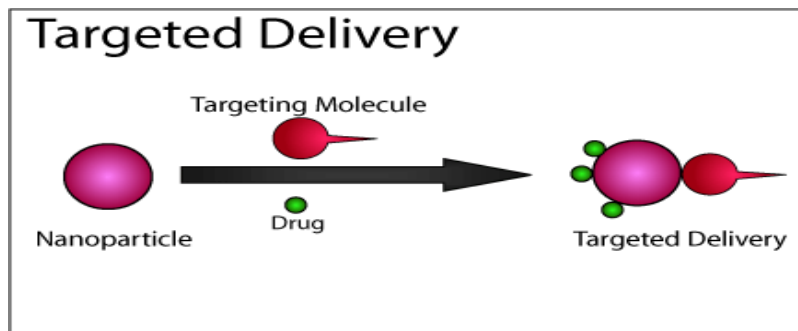 Targeted Delivery
Targeting Molecule
Nanoparticle
Drug
Targeted Delivery